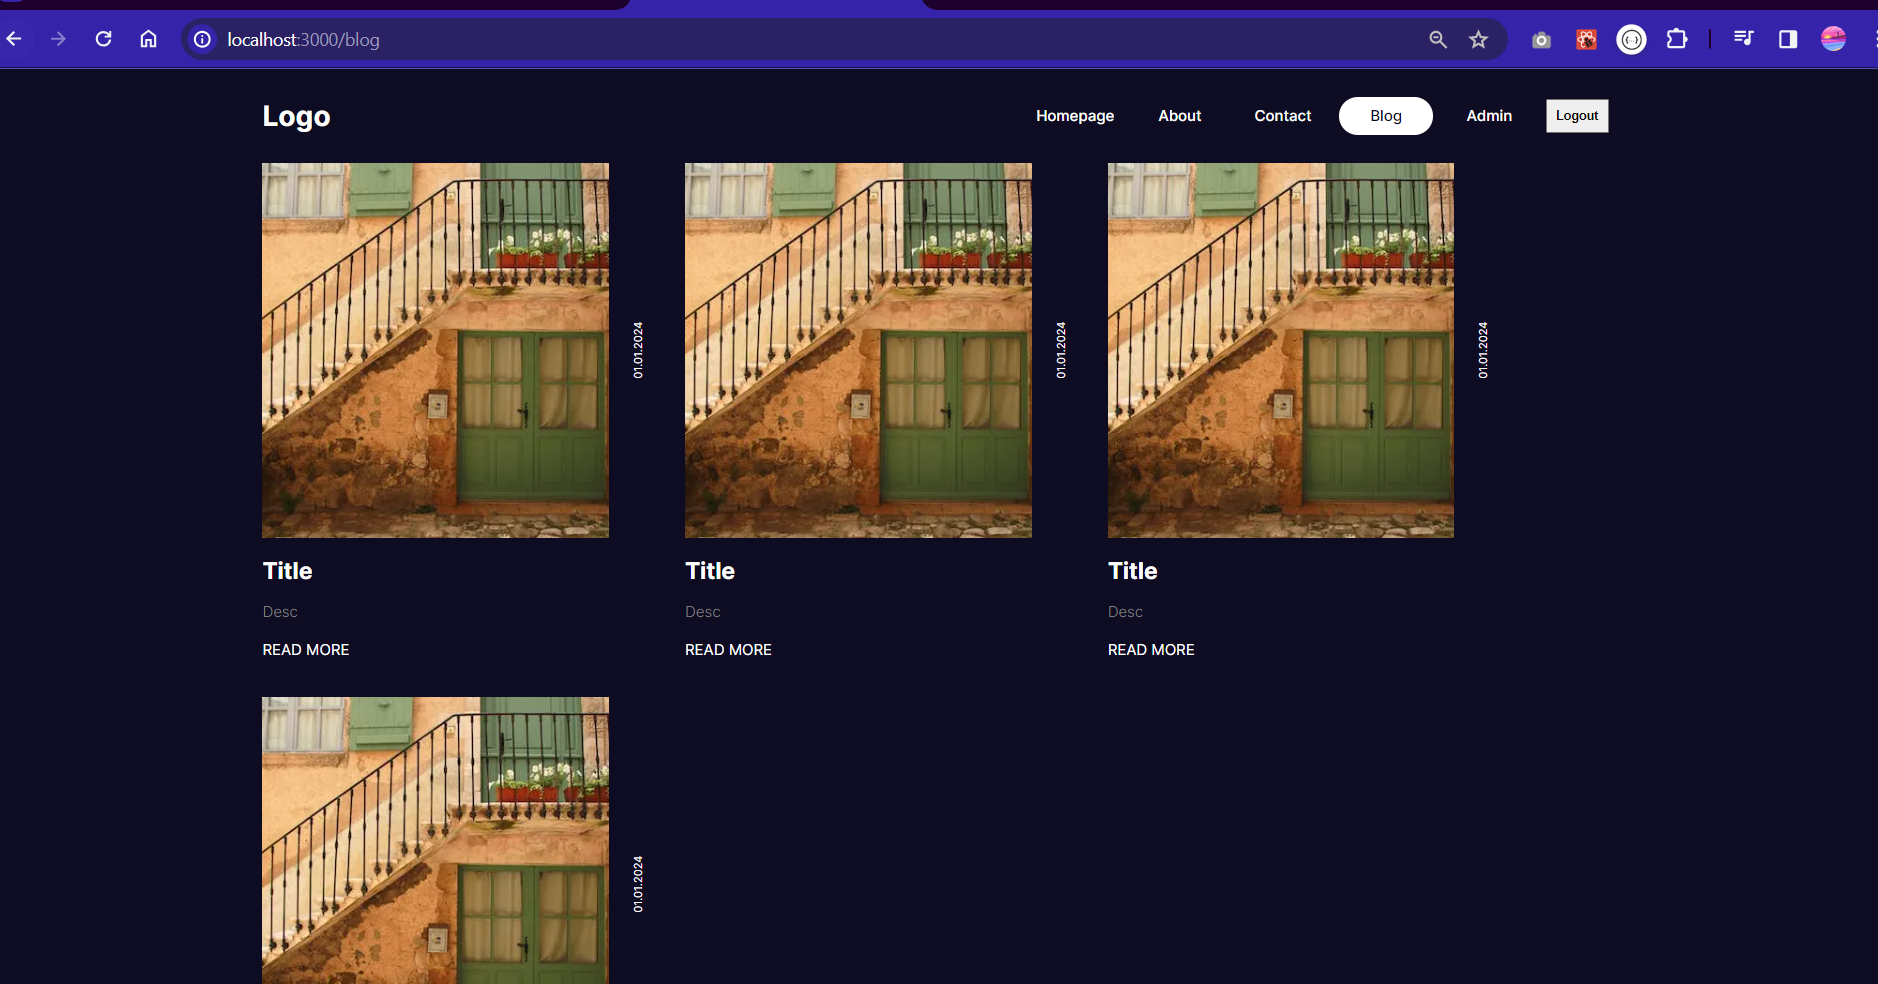 localhost:3000/blog
Logo
Homepage About Contact Blog Admin Logout
01.01.2024 01.01.2024 01.01.2024
Title Title Title
Desc Desc Desc
READ MORE READ MORE READ MORE
01.01.2024